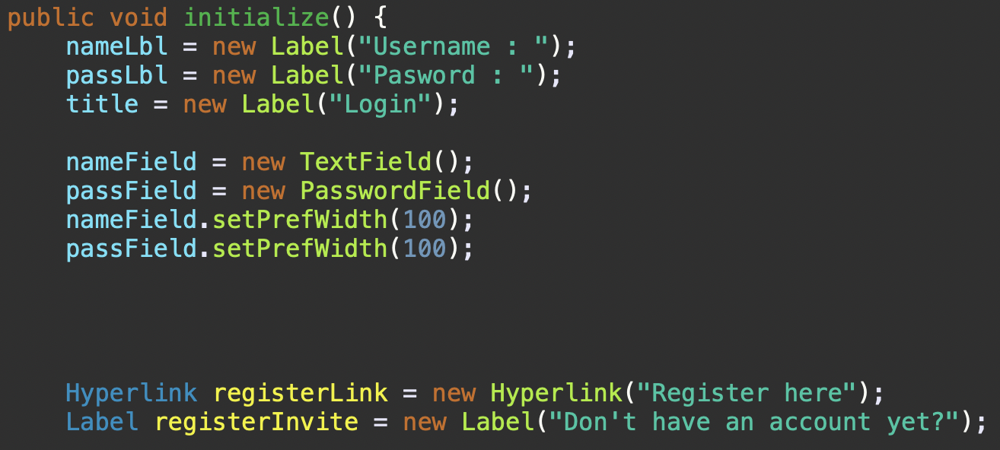 public void initialize() {
    nameLbl = new Label("Username : ");
    passLbl = new Label("Pasword : ");
    title = new Label("Login");
    nameField = new TextField();
    passField = new PasswordField();
    nameField.setPrefWidth(100);
    passField.setPrefWidth(100);
    Hyperlink registerLink = new Hyperlink("Register here");
    Label registerInvite = new Label("Don't have an account yet?");